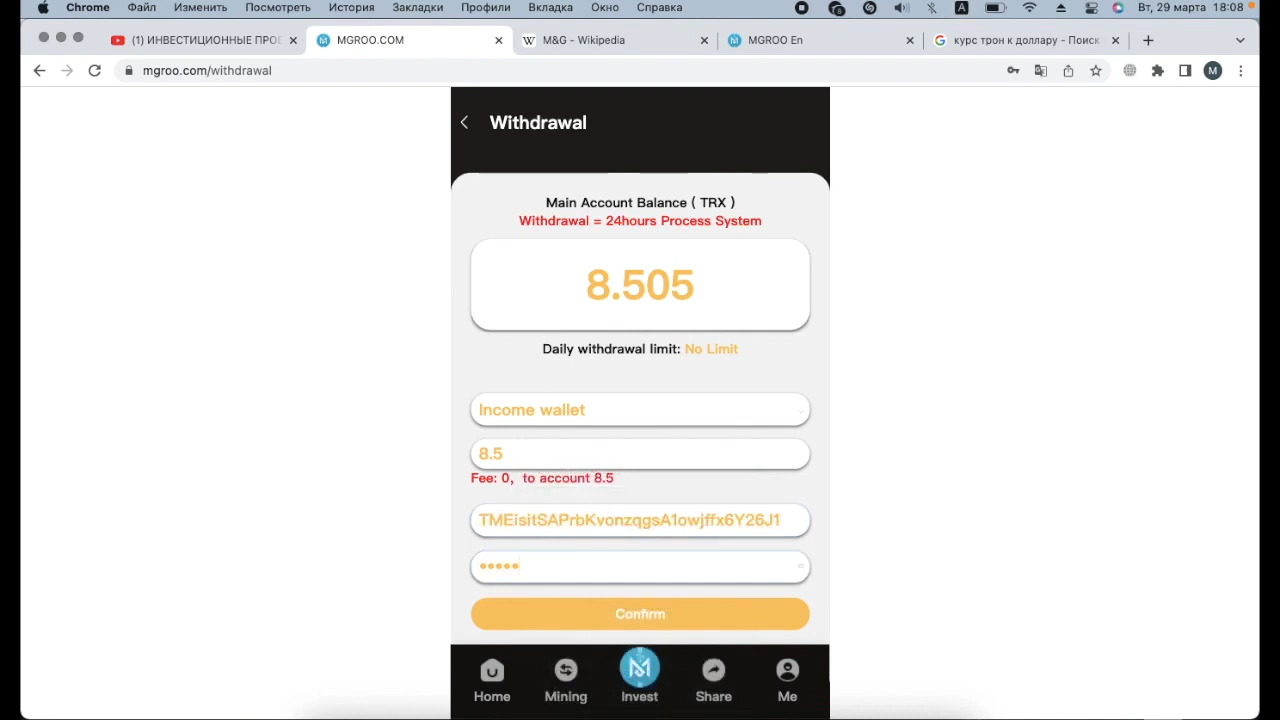 Chrome Файл Изменить Посмотреть История Закладки Профили Вкладка Окно Справка А Вт, 29 марта 18:08
(1) ИНВЕСТИЦИОННЫЕ ПРОЕ MGROO.COM M&G - Wikipedia MGROO En курс трон к доллару - Поиск
mgroo.com/withdrawal M
Withdrawal
Main Account Balance ( TRX )
Withdrawal = 24hours Process System
8.505
Daily withdrawal limit: No Limit
Income wallet
8.5
Fee: 0, to account 8.5
TMEisitSAPrbKvonzqgsA1owjffx6Y26J1
Confirm
Home Mining Invest Share Me